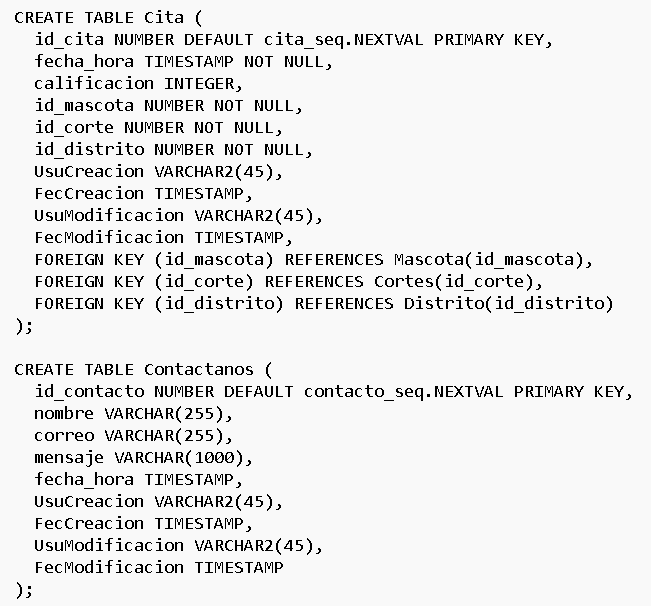 CREATE TABLE Cita (
  id_cita NUMBER DEFAULT cita_seq.NEXTVAL PRIMARY KEY,
  fecha_hora TIMESTAMP NOT NULL,
  calificacion INTEGER,
  id_mascota NUMBER NOT NULL,
  id_corte NUMBER NOT NULL,
  id_distrito NUMBER NOT NULL,
  UsuCreacion VARCHAR2(45),
  FecCreacion TIMESTAMP,
  UsuModificacion VARCHAR2(45),
  FecModificacion TIMESTAMP,
  FOREIGN KEY (id_mascota) REFERENCES Mascota(id_mascota),
  FOREIGN KEY (id_corte) REFERENCES Cortes(id_corte),
  FOREIGN KEY (id_distrito) REFERENCES Distrito(id_distrito)
);

CREATE TABLE Contactanos (
  id_contacto NUMBER DEFAULT contacto_seq.NEXTVAL PRIMARY KEY,
  nombre VARCHAR(255),
  correo VARCHAR(255),
  mensaje VARCHAR(1000),
  fecha_hora TIMESTAMP,
  UsuCreacion VARCHAR2(45),
  FecCreacion TIMESTAMP,
  UsuModificacion VARCHAR2(45),
  FecModificacion TIMESTAMP
);